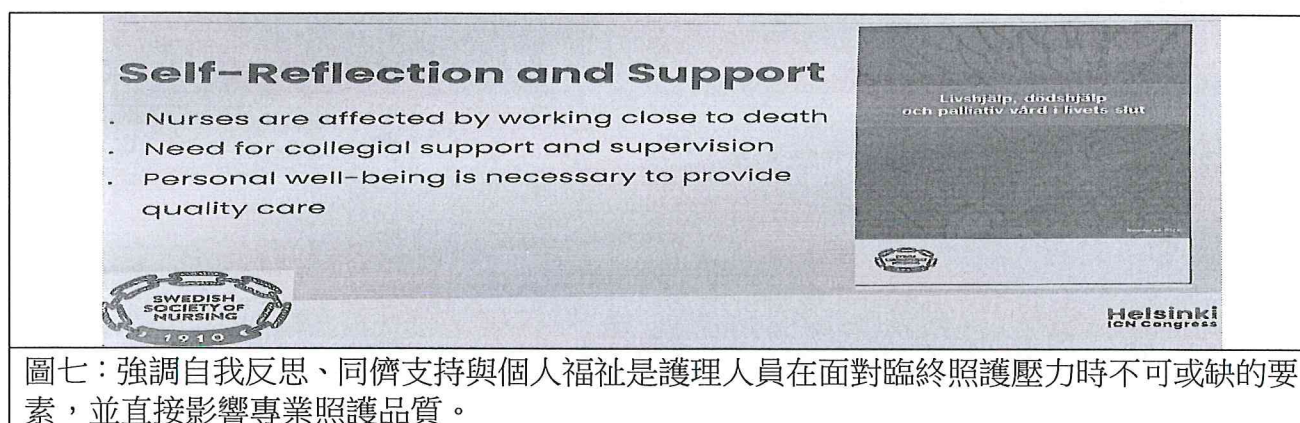 Self-Reflection and Support
. Nurses are affected by working close to death
. Need for collegial support and supervision
. Personal well-being is necessary to provide
quality care
Livshjälp, dödshjälp
och palliativ vård i livets slut
SWEDISH
SOCIETY OF
NURSING
1910
Helsinki
ICN Congress
圖七：強調自我反思、同儕支持與個人福祉是護理人員在面對臨終照護壓力時不可或缺的要
素，並直接影響專業照護品質。